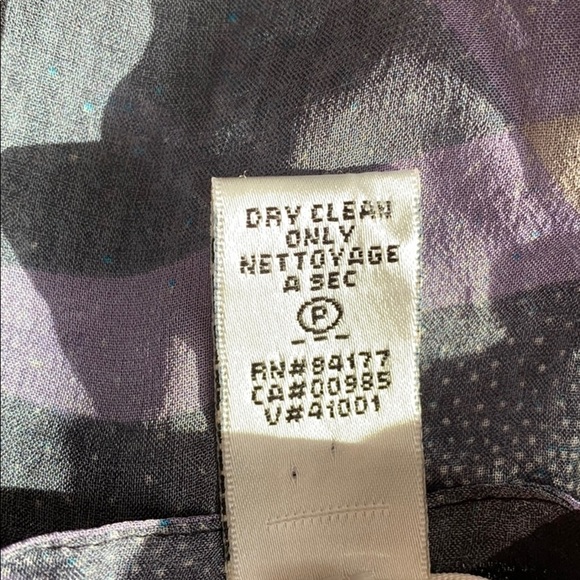 DRY CLEAN
ONLY
NETTOYAGE
A SEC
P
RN#84177
CA#00985
V#41001